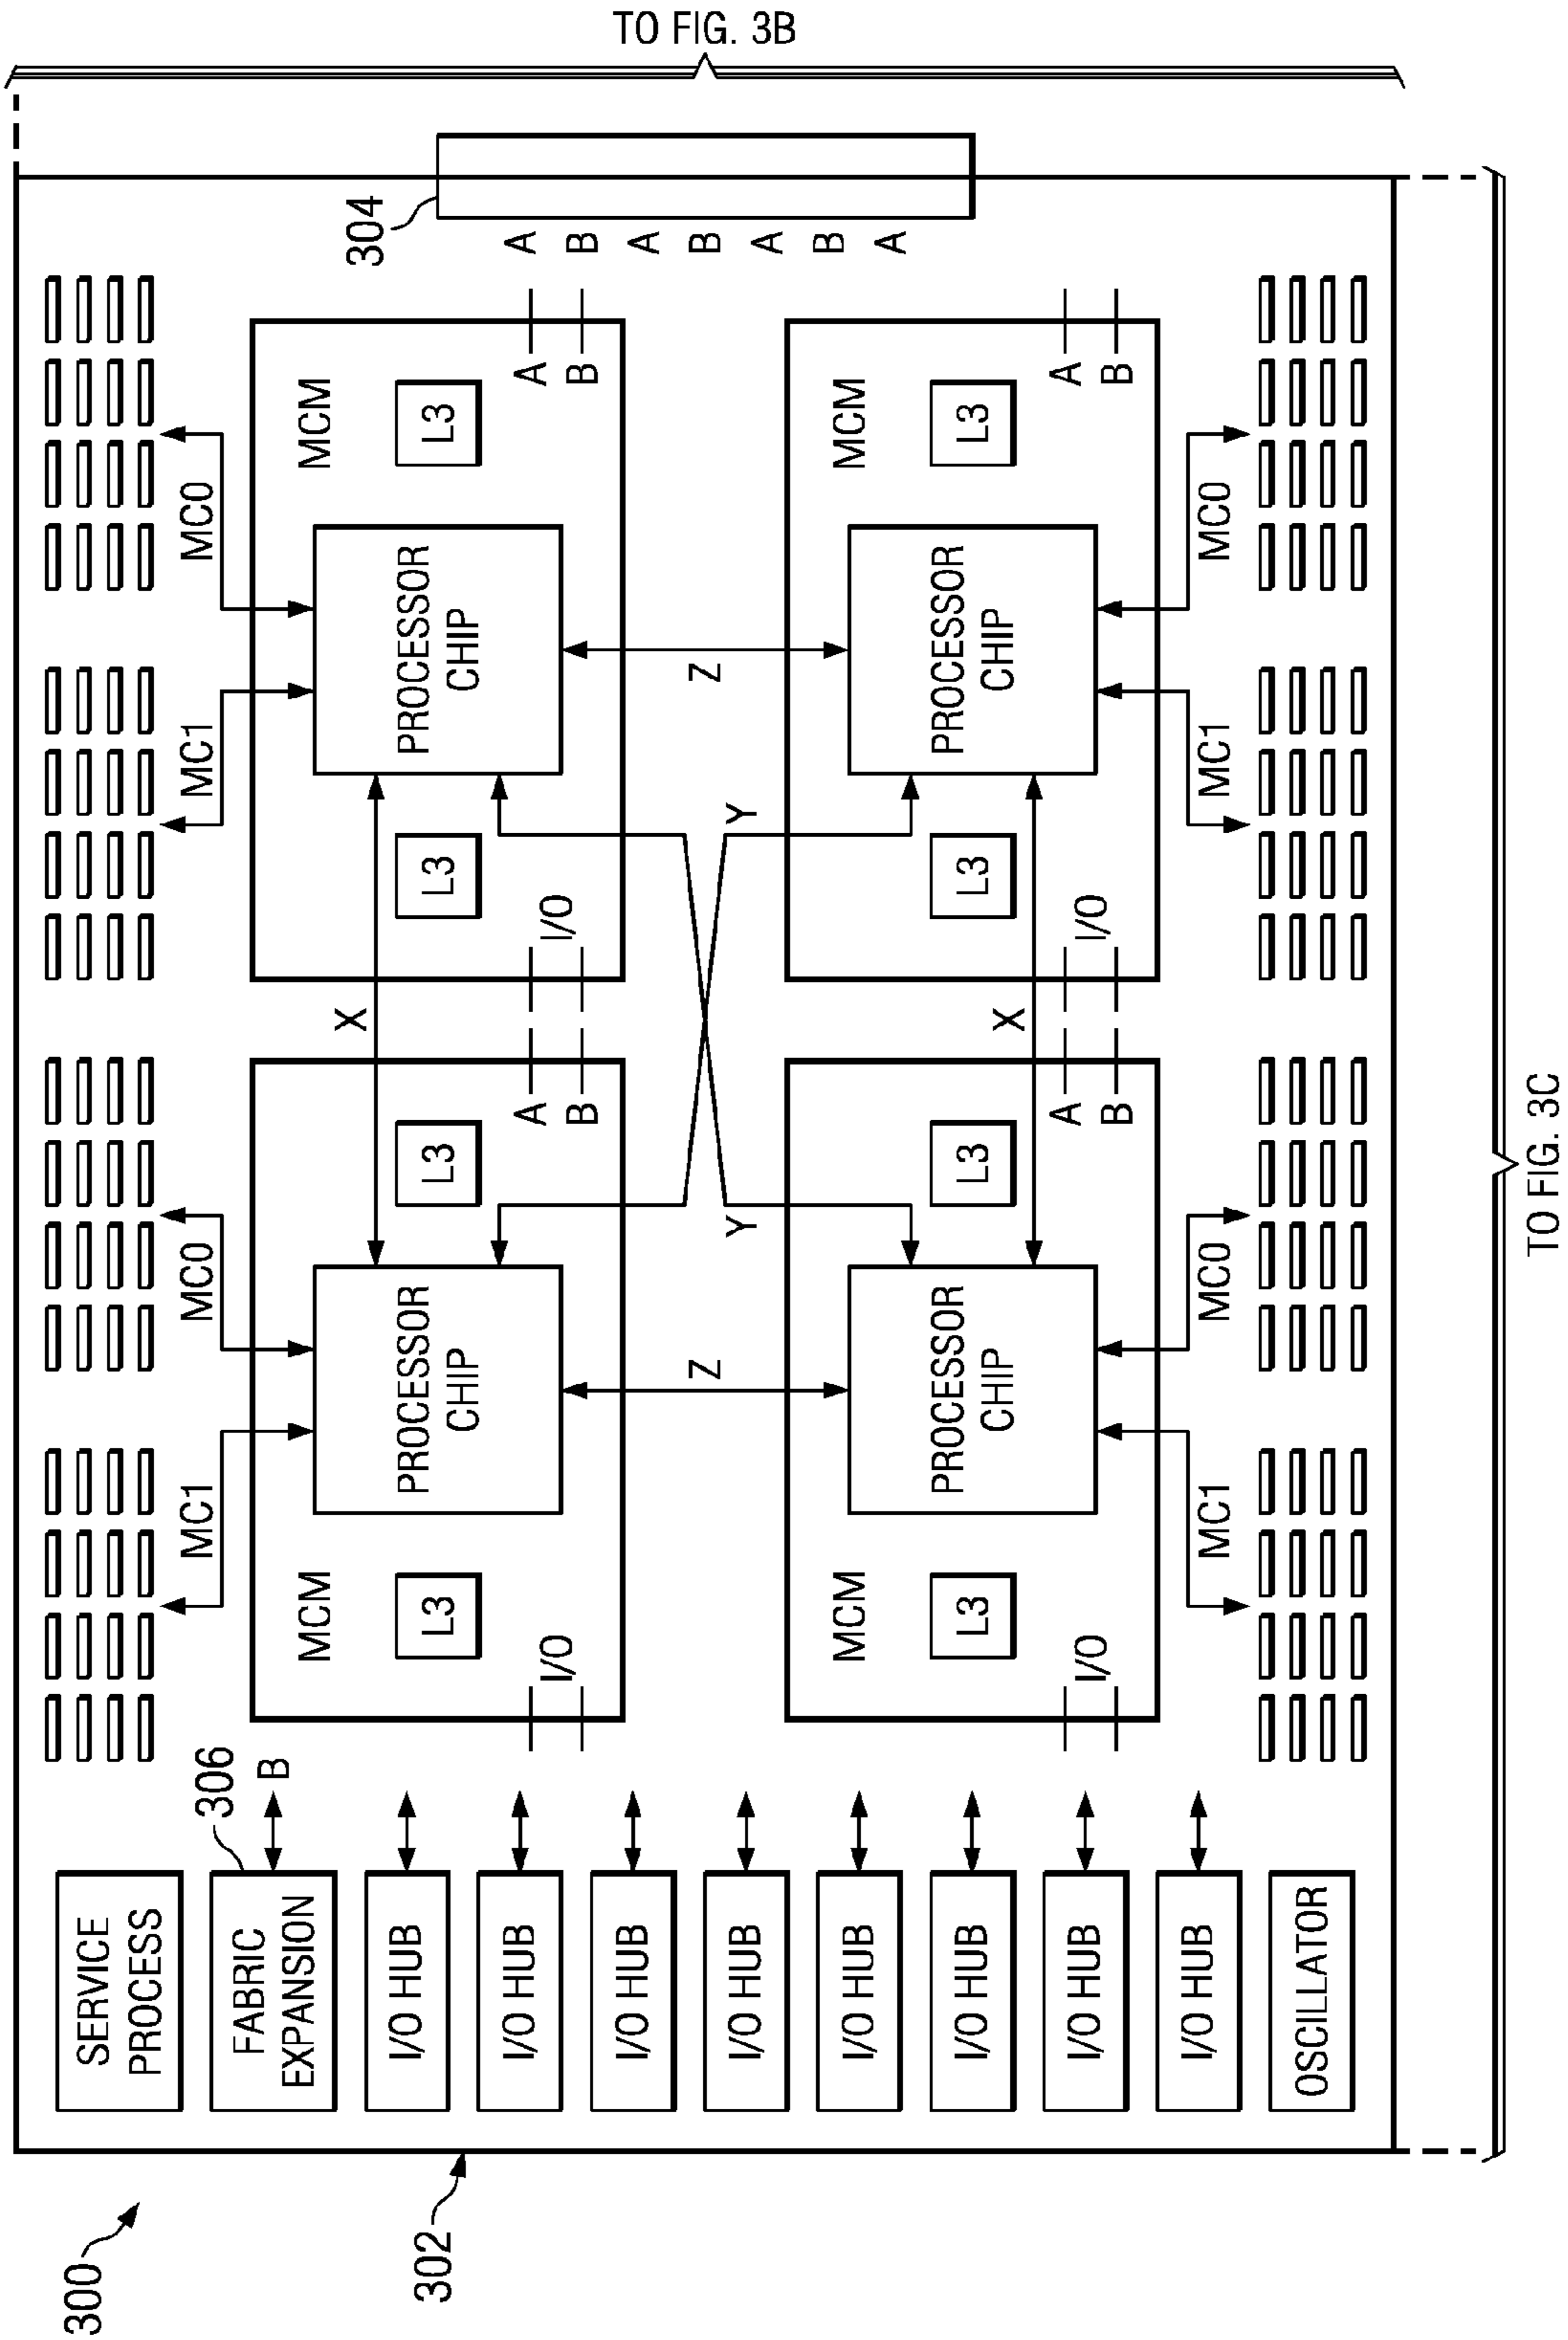 TO FIG. 3B
300
302
SERVICE
PROCESS
306
B
FABRIC
EXPANSION
I/O HUB
I/O HUB
I/O HUB
I/O HUB
I/O HUB
I/O HUB
I/O HUB
I/O HUB
OSCILLATOR
MC1
MC0
MC1
MC0
MCM
L3
PROCESSOR
CHIP
L3
I/O
A
B
X
MCM
L3
PROCESSOR
CHIP
L3
I/O
A
B
304
A
B
A
B
A
B
A
Z
Y
Y
Z
MCM
L3
PROCESSOR
CHIP
L3
I/O
A
B
X
MCM
L3
PROCESSOR
CHIP
L3
I/O
A
B
MC1
MC0
MC1
MC0
TO FIG. 3C